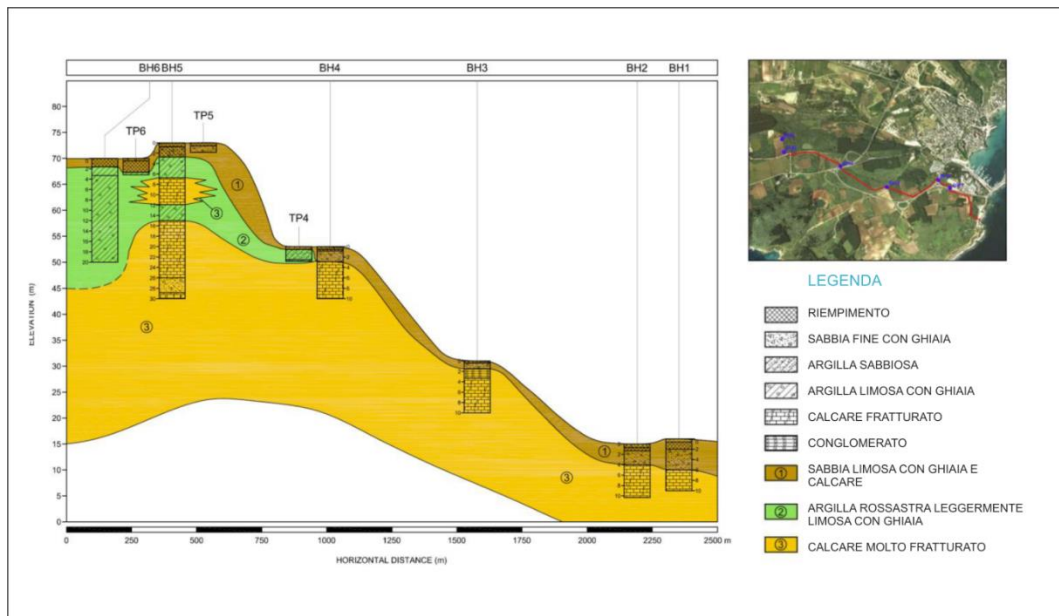 BH6 BH5 BH4 BH3 BH2 BH1
TP6
TP5
TP4
80
75
70
65
60
55
50
45
40
35
30
25
20
15
10
5
0
ELEVATION (m)
①
②
③
③
①
③
0 250 500 750 1000 1250 1500 1750 2000 2250 2500 m
HORIZONTAL DISTANCE (m)
LEGENDA
RIEMPIMENTO
SABBIA FINE CON GHIAIA
ARGILLA SABBIOSA
ARGILLA LIMOSA CON GHIAIA
CALCARE FRATTURATO
CONGLOMERATO
① SABBIA LIMOSA CON GHIAIA E
CALCARE
② ARGILLA ROSSASTRA LEGGERMENTE
LIMOSA CON GHIAIA
③ CALCARE MOLTO FRATTURATO